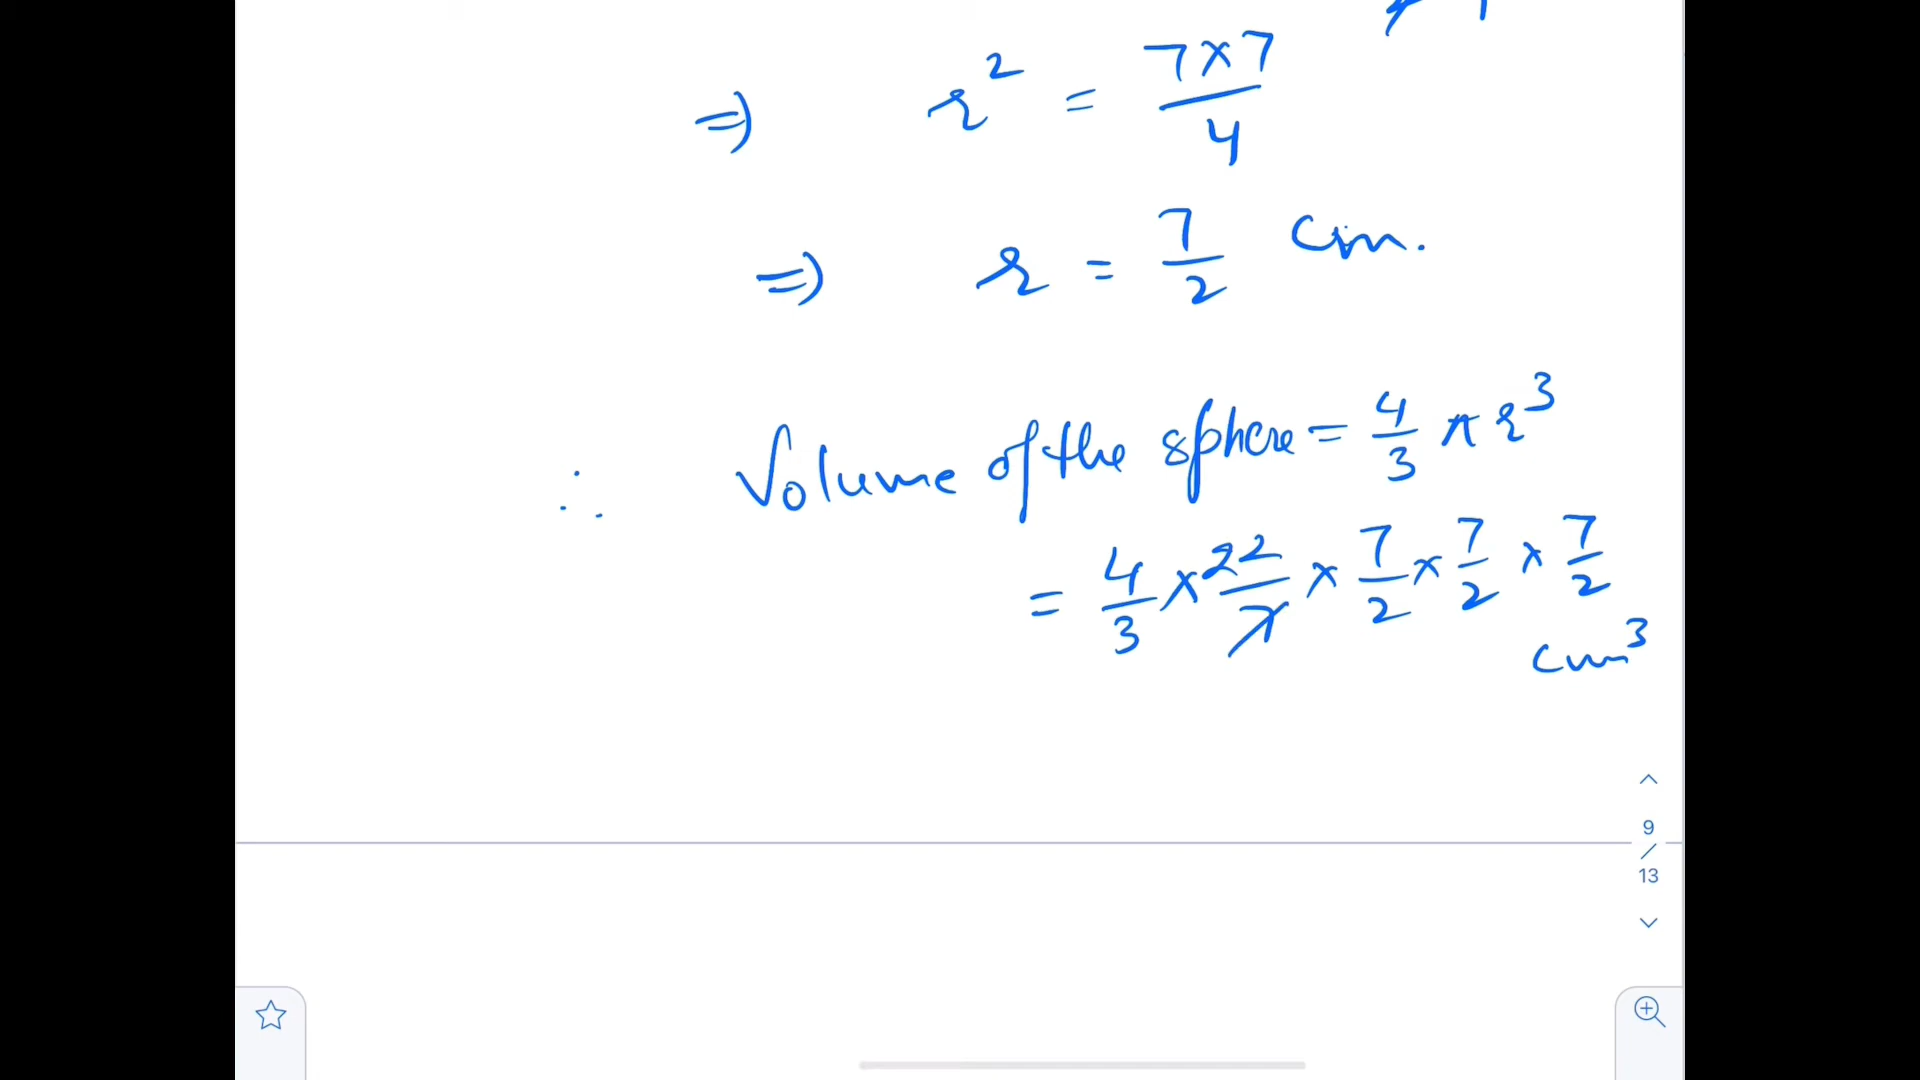 ⇒ r² = 7×7/4
⇒ r = 7/2 cm.
∴ Volume of the sphere = 4/3 π r³
= 4/3 × 22/7 × 7/2 × 7/2 × 7/2
cm³
9
/
13